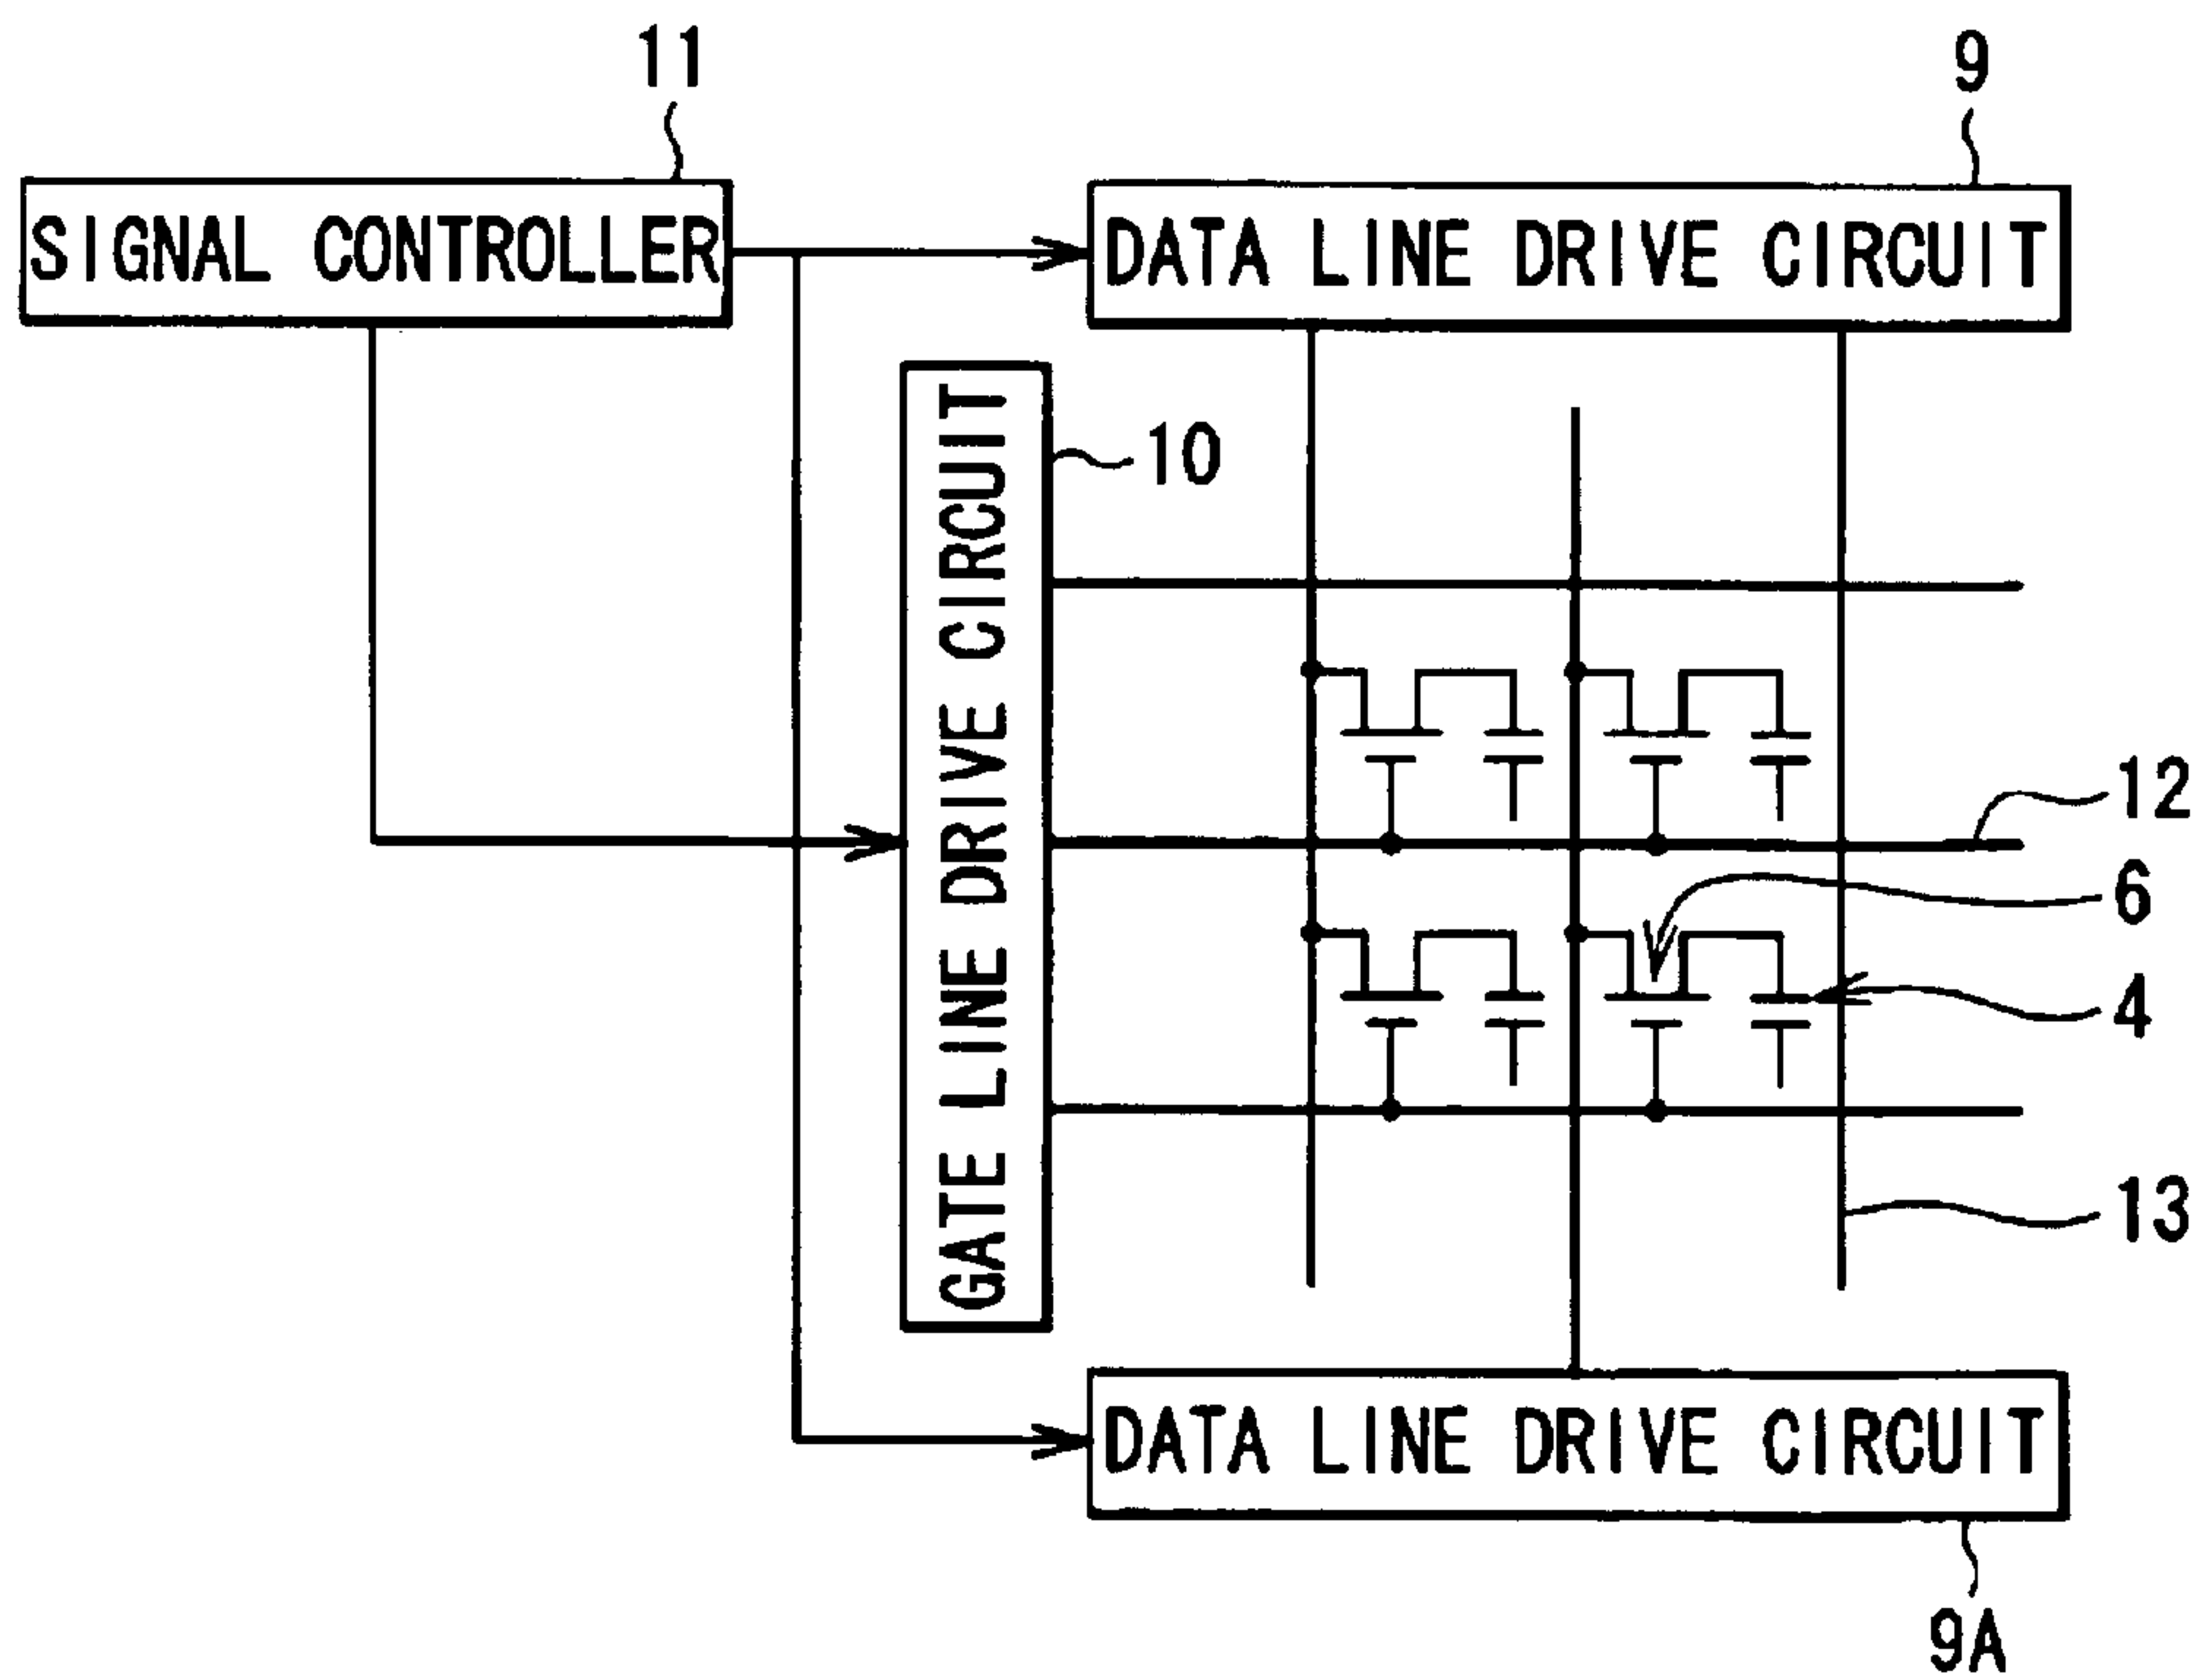 11
9
SIGNAL CONTROLLER
DATA LINE DRIVE CIRCUIT
GATE LINE DRIVE CIRCUIT
10
12
6
4
13
DATA LINE DRIVE CIRCUIT
9A